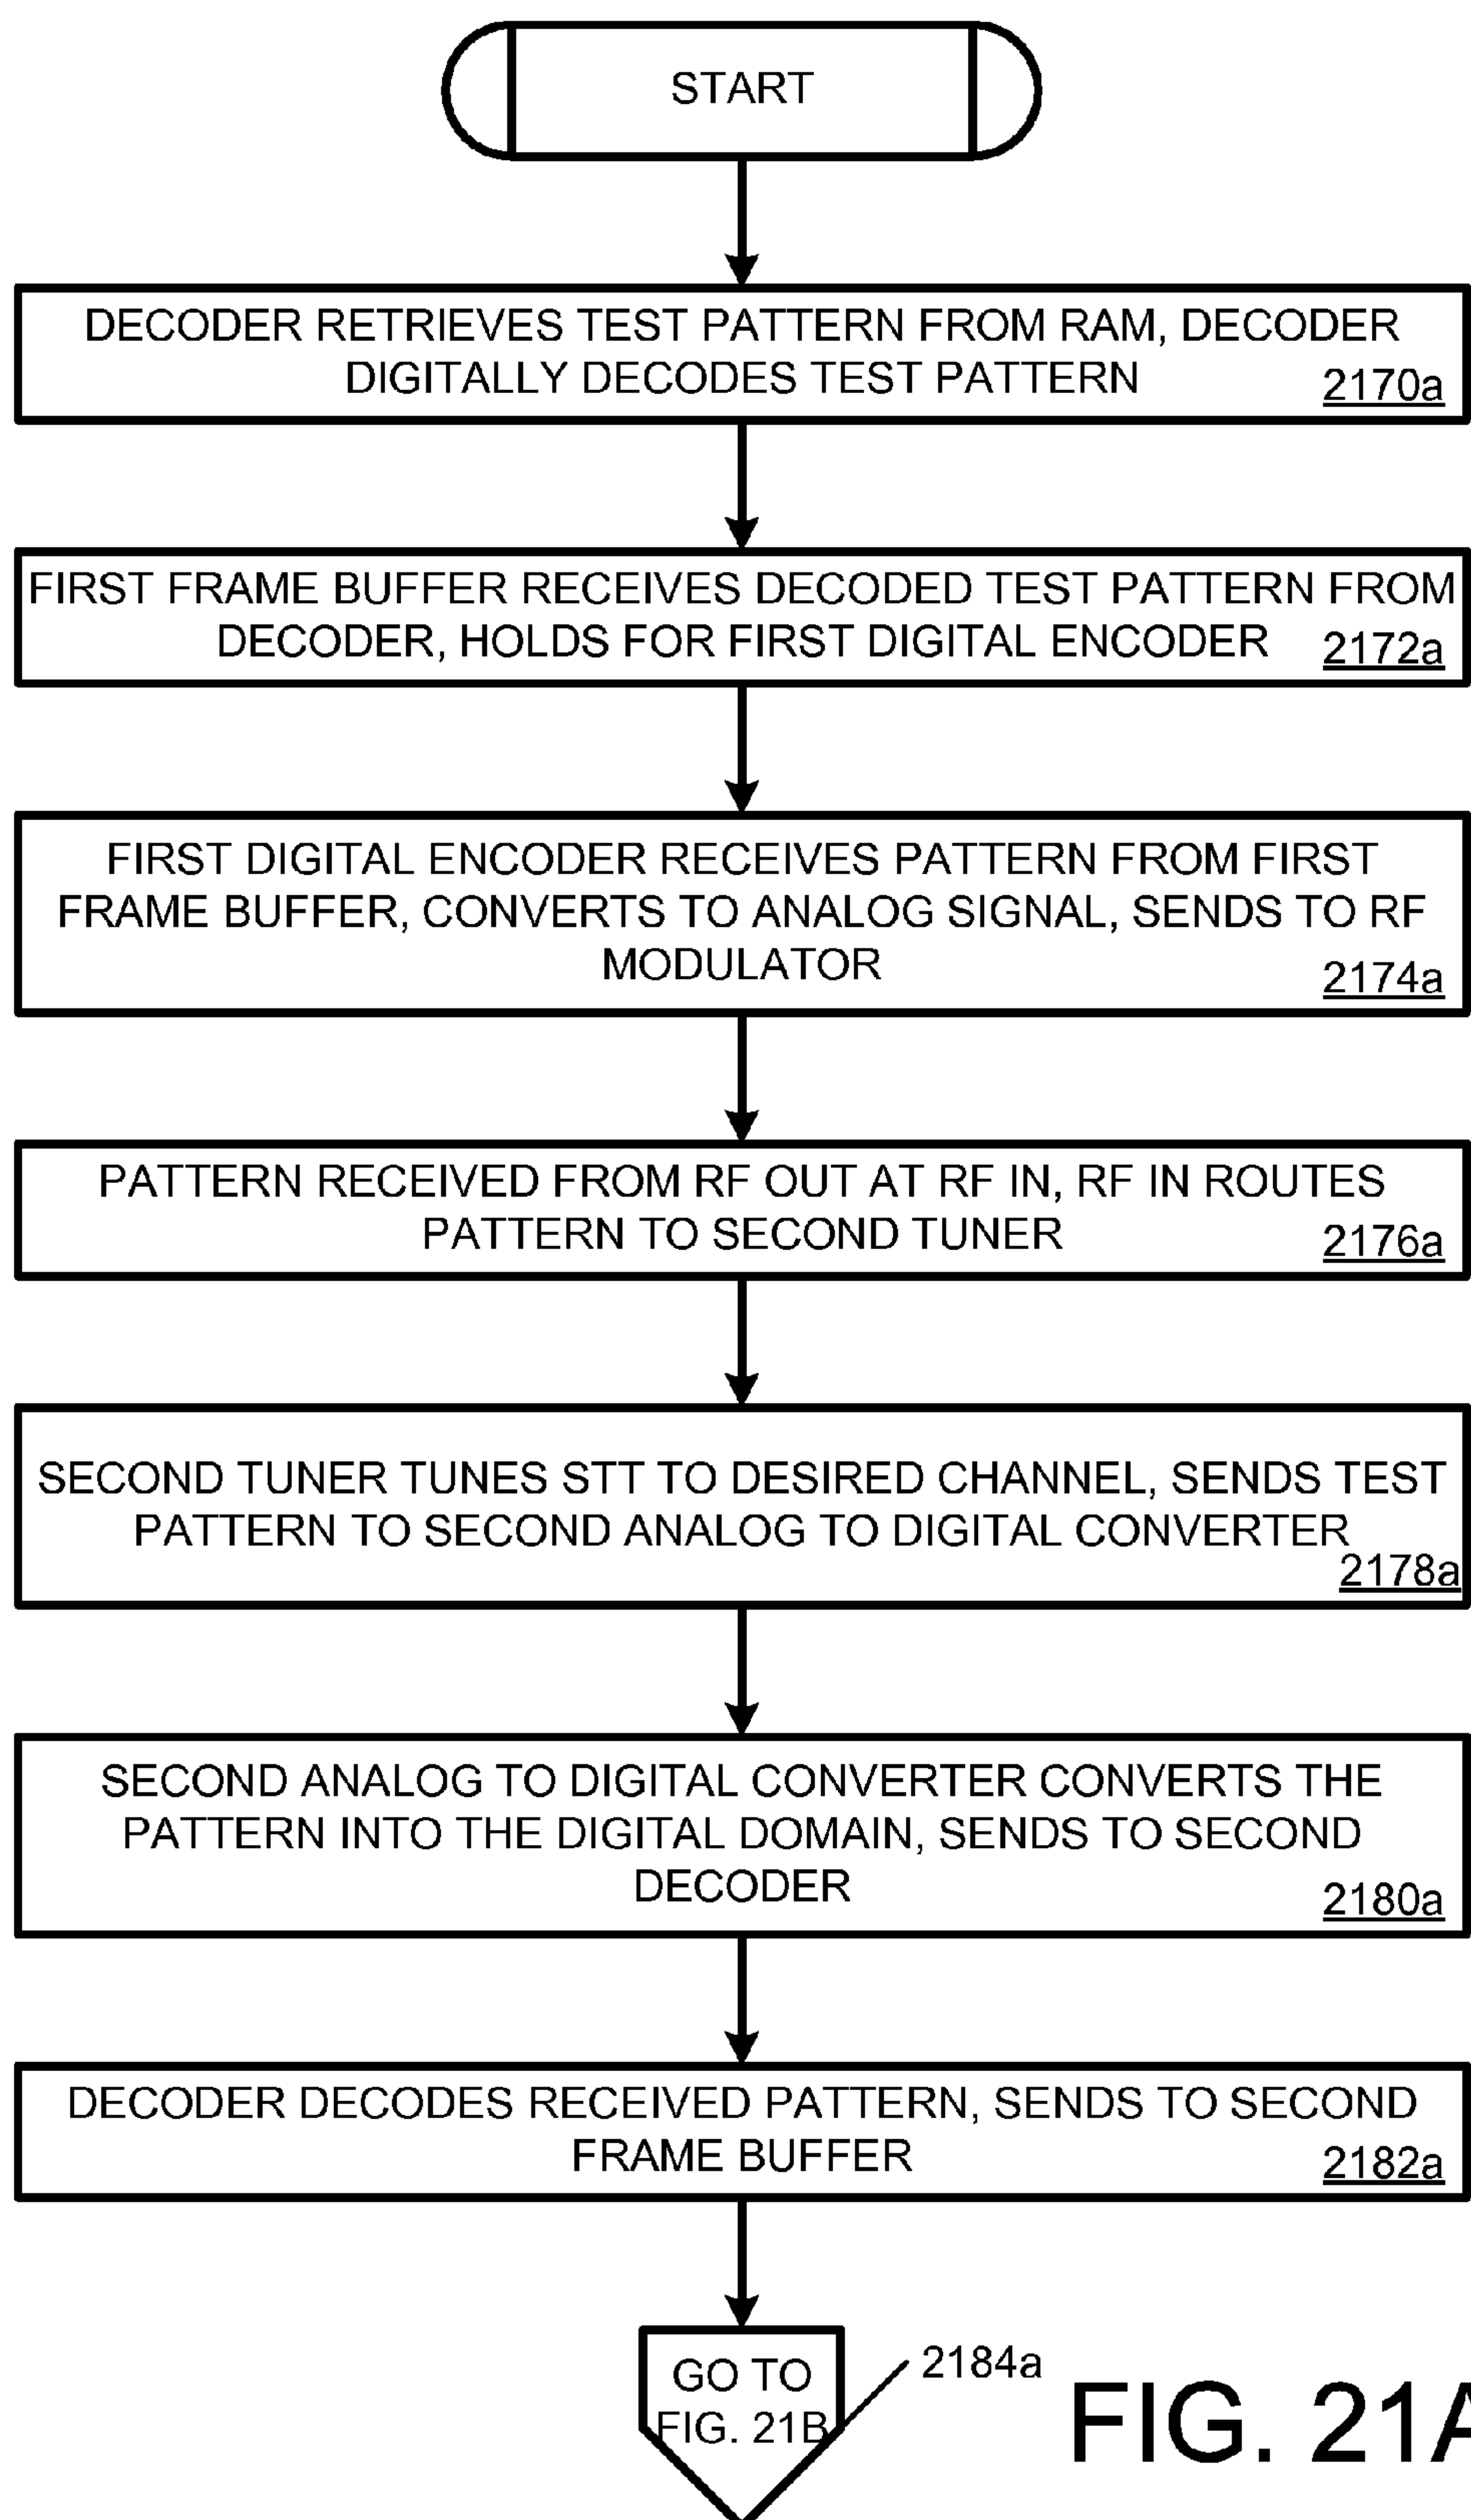 START
DECODER RETRIEVES TEST PATTERN FROM RAM, DECODER
DIGITALLY DECODES TEST PATTERN
2170a
FIRST FRAME BUFFER RECEIVES DECODED TEST PATTERN FROM
DECODER, HOLDS FOR FIRST DIGITAL ENCODER
2172a
FIRST DIGITAL ENCODER RECEIVES PATTERN FROM FIRST
FRAME BUFFER, CONVERTS TO ANALOG SIGNAL, SENDS TO RF
MODULATOR
2174a
PATTERN RECEIVED FROM RF OUT AT RF IN, RF IN ROUTES
PATTERN TO SECOND TUNER
2176a
SECOND TUNER TUNES STT TO DESIRED CHANNEL, SENDS TEST
PATTERN TO SECOND ANALOG TO DIGITAL CONVERTER
2178a
SECOND ANALOG TO DIGITAL CONVERTER CONVERTS THE
PATTERN INTO THE DIGITAL DOMAIN, SENDS TO SECOND
DECODER
2180a
DECODER DECODES RECEIVED PATTERN, SENDS TO SECOND
FRAME BUFFER
2182a
GO TO
FIG. 21B
2184a
FIG. 21A